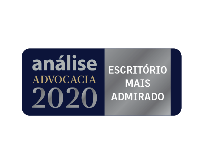 análise
ADVOCACIA
2020
ESCRITÓRIO
MAIS
ADMIRADO